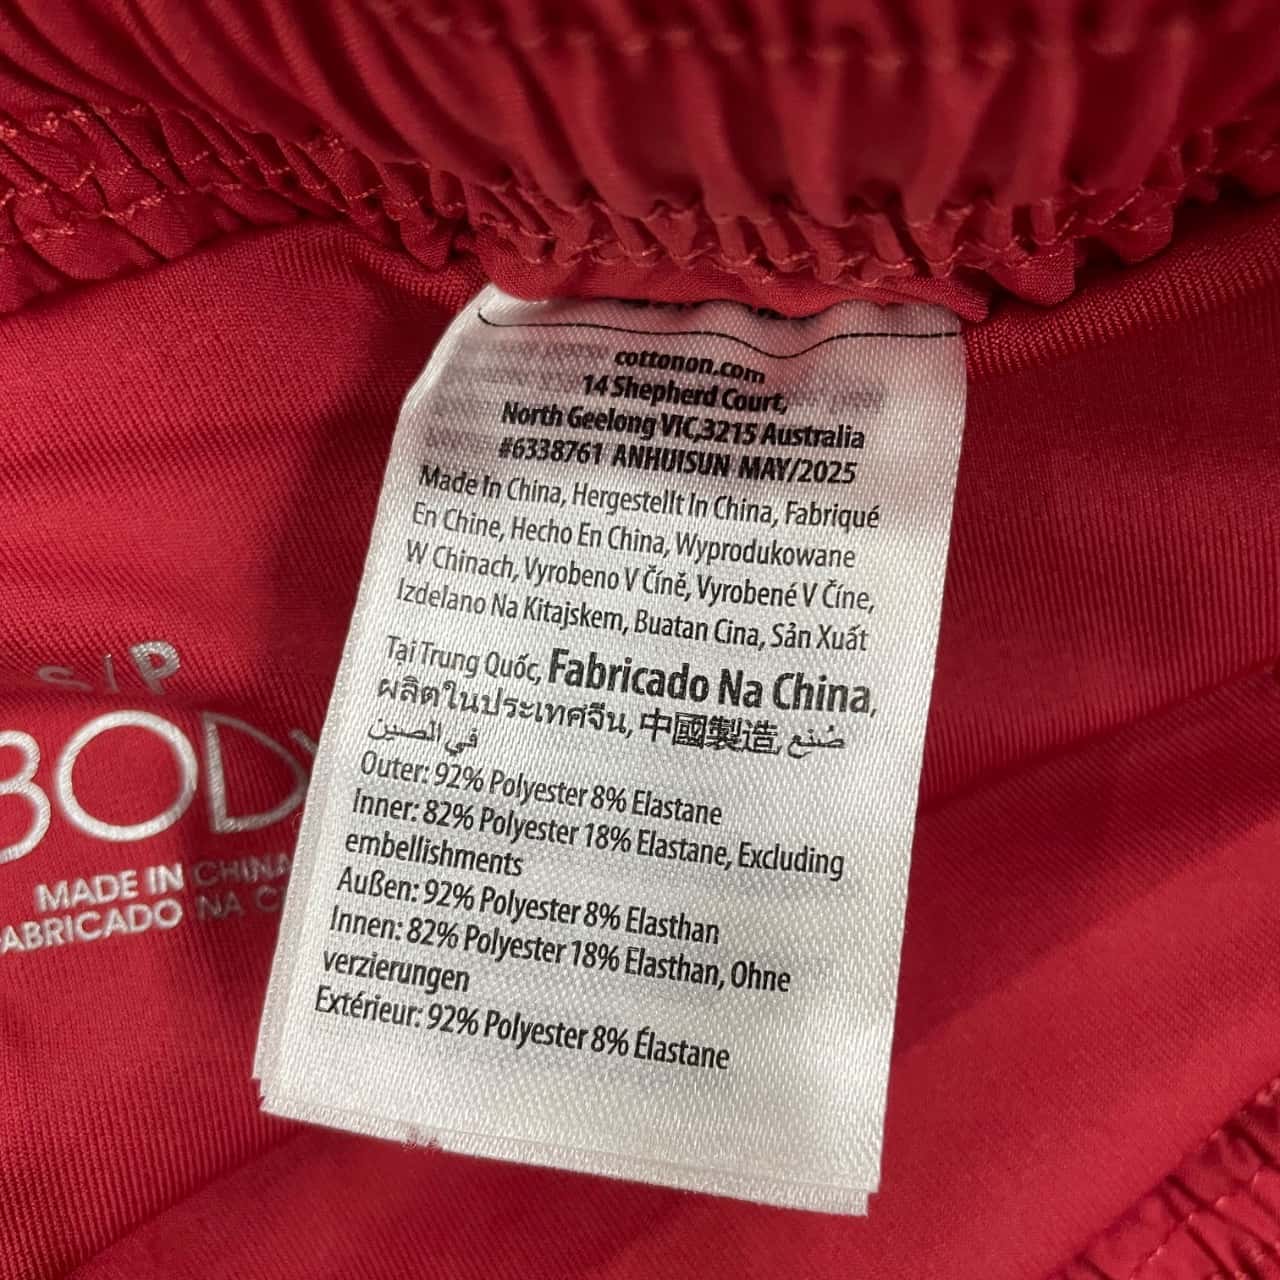 cottonon.com
14 Shepherd Court,
North Geelong VIC,3215 Australia
#6338761 ANHUISUN MAY/2025
Made In China, Hergestellt In China, Fabriqué
En Chine, Hecho En China, Wyprodukowane
W Chinach, Vyrobeno V Číně, Vyrobené V Číne,
Izdelano Na Kitajskem, Buatan Cina, Sản Xuất
Tại Trung Quốc, Fabricado Na China,
ผลิตในประเทศจีน, 中國製造, صُنع
في الصين
Outer: 92% Polyester 8% Elastane
Inner: 82% Polyester 18% Elastane, Excluding
embellishments
Außen: 92% Polyester 8% Elasthan
Innen: 82% Polyester 18% Elasthan, Ohne
verzierungen
Extérieur: 92% Polyester 8% Élastane
S/P
BODY
MADE IN CHINA
FABRICADO NA C